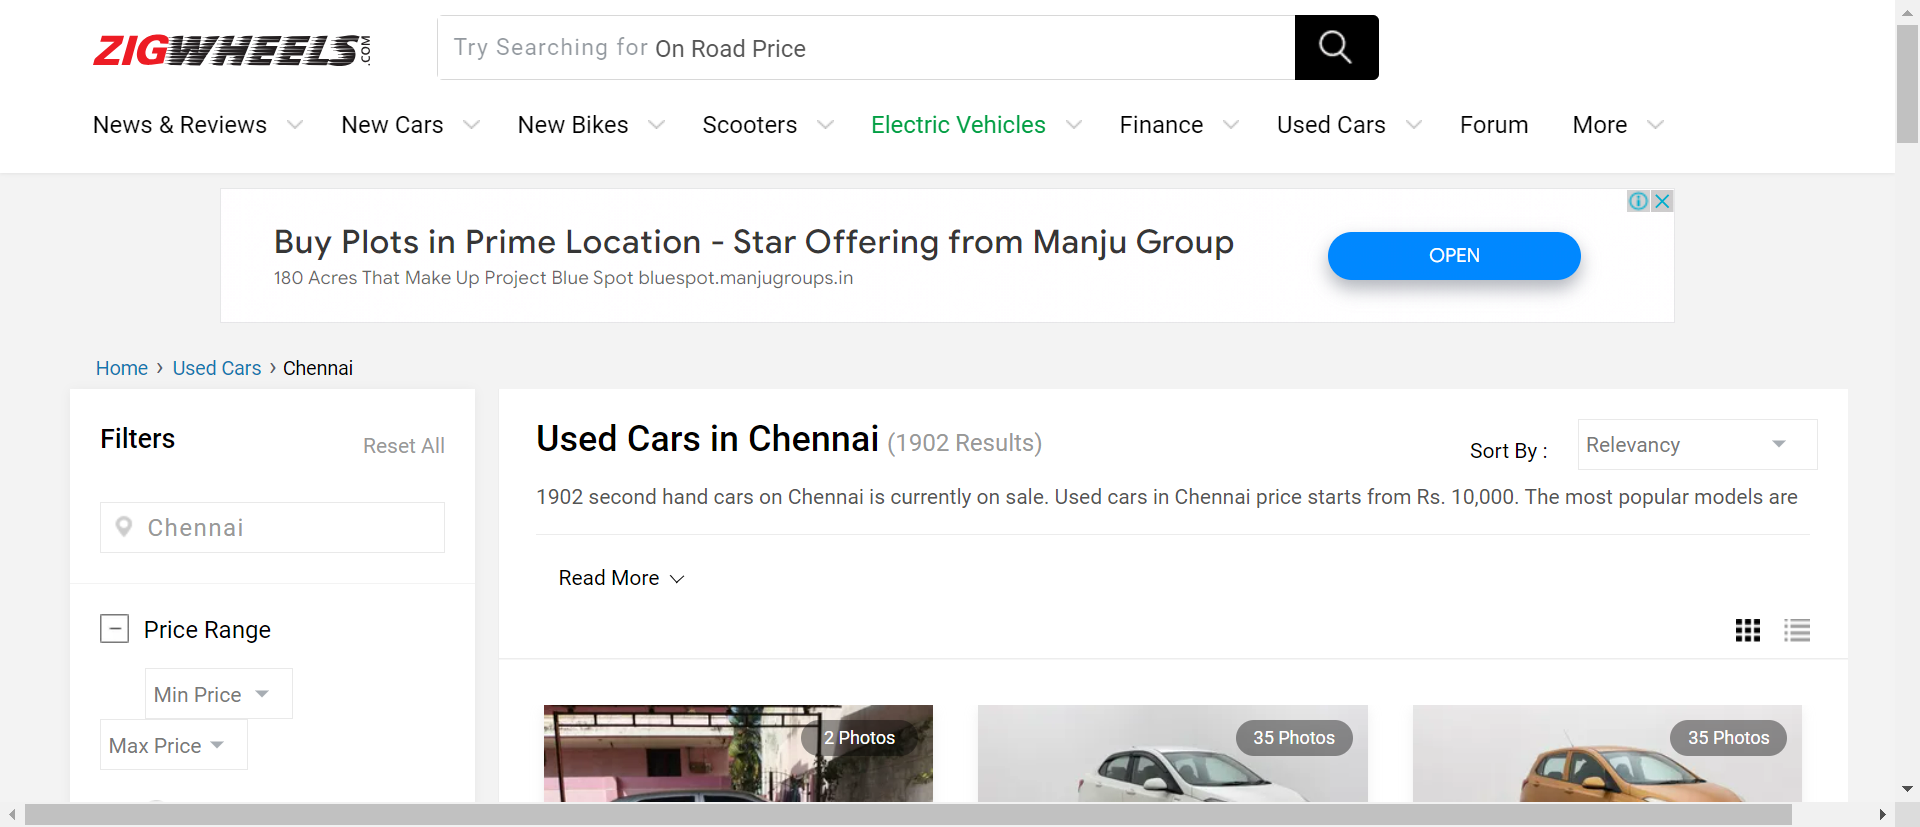 ZIGWHEELS.COM
Try Searching for On Road Price
News & Reviews
New Cars
New Bikes
Scooters
Electric Vehicles
Finance
Used Cars
Forum
More
Buy Plots in Prime Location - Star Offering from Manju Group
180 Acres That Make Up Project Blue Spot bluespot.manjugroups.in
OPEN
Home › Used Cars › Chennai
Filters
Reset All
Chennai
Price Range
Min Price
Max Price
Used Cars in Chennai (1902 Results)
Sort By :
Relevancy
1902 second hand cars on Chennai is currently on sale. Used cars in Chennai price starts from Rs. 10,000. The most popular models are
Read More
2 Photos
35 Photos
35 Photos